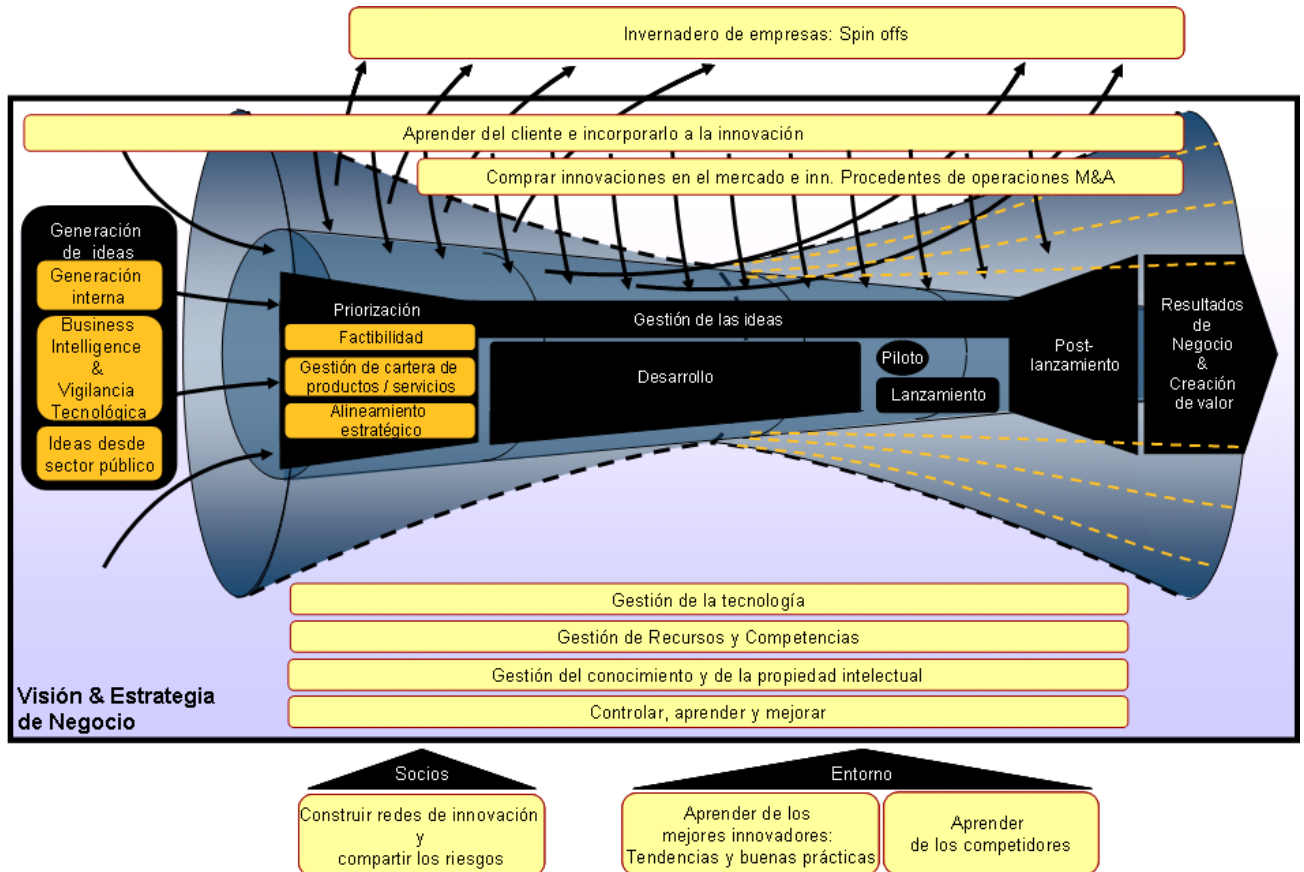 Invernadero de empresas: Spin offs
Aprender del cliente e incorporarlo a la innovación
Comprar innovaciones en el mercado e inn. Procedentes de operaciones M&A
Generación
de ideas
Generación
interna
Business
Intelligence
&
Vigilancia
Tecnológica
Ideas desde
sector público
Priorización
Factibilidad
Gestión de cartera de
productos / servicios
Alineamiento
estratégico
Gestión de las ideas
Desarrollo
Piloto
Lanzamiento
Post-
lanzamiento
Resultados
de
Negocio
&
Creación
de valor
Gestión de la tecnología
Gestión de Recursos y Competencias
Gestión del conocimiento y de la propiedad intelectual
Controlar, aprender y mejorar
Visión & Estrategia
de Negocio
Socios
Construir redes de innovación
y
compartir los riesgos
Entorno
Aprender de los
mejores innovadores:
Tendencias y buenas prácticas
Aprender
de los competidores